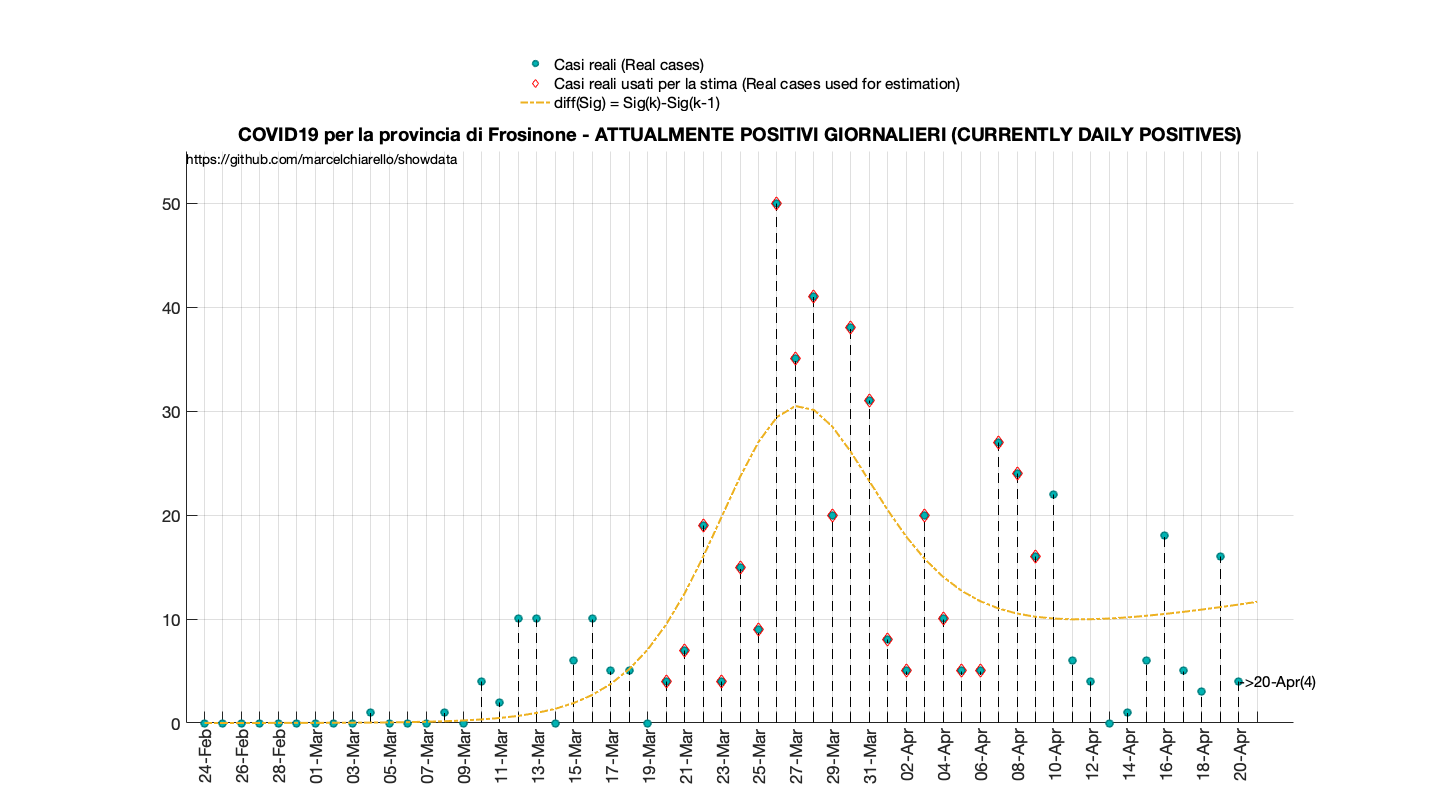 Casi reali (Real cases)
Casi reali usati per la stima (Real cases used for estimation)
diff(Sig) = Sig(k)-Sig(k-1)
COVID19 per la provincia di Frosinone - ATTUALMENTE POSITIVI GIORNALIERI (CURRENTLY DAILY POSITIVES)
https://github.com/marcelchiarello/showdata
50
40
30
20
10
0
->20-Apr(4)
24-Feb
26-Feb
28-Feb
01-Mar
03-Mar
05-Mar
07-Mar
09-Mar
11-Mar
13-Mar
15-Mar
17-Mar
19-Mar
21-Mar
23-Mar
25-Mar
27-Mar
29-Mar
31-Mar
02-Apr
04-Apr
06-Apr
08-Apr
10-Apr
12-Apr
14-Apr
16-Apr
18-Apr
20-Apr